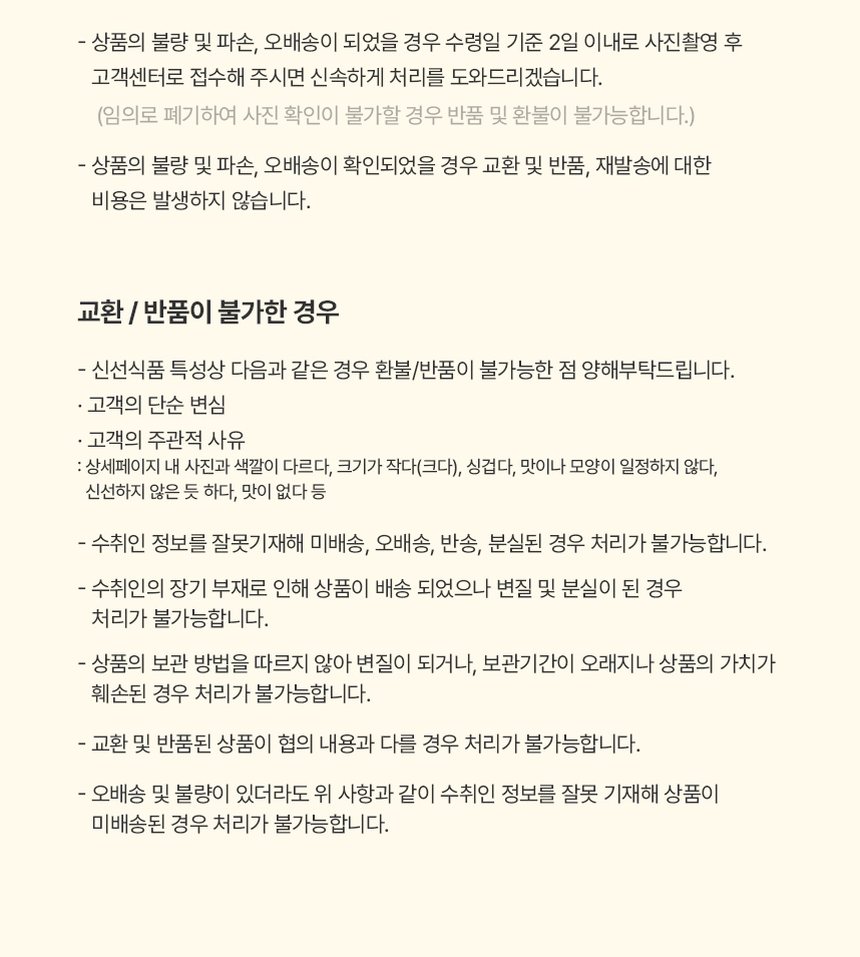 - 상품의 불량 및 파손, 오배송이 되었을 경우 수령일 기준 2일 이내로 사진촬영 후
고객센터로 접수해 주시면 신속하게 처리를 도와드리겠습니다.
(임의로 폐기하여 사진 확인이 불가할 경우 반품 및 환불이 불가능합니다.)
- 상품의 불량 및 파손, 오배송이 확인되었을 경우 교환 및 반품, 재발송에 대한
비용은 발생하지 않습니다.
교환 / 반품이 불가한 경우
- 신선식품 특성상 다음과 같은 경우 환불/반품이 불가능한 점 양해부탁드립니다.
· 고객의 단순 변심
· 고객의 주관적 사유
: 상세페이지 내 사진과 색깔이 다르다, 크기가 작다(크다), 싱겁다, 맛이나 모양이 일정하지 않다,
신선하지 않은 듯 하다, 맛이 없다 등
- 수취인 정보를 잘못기재해 미배송, 오배송, 반송, 분실된 경우 처리가 불가능합니다.
- 수취인의 장기 부재로 인해 상품이 배송 되었으나 변질 및 분실이 된 경우
처리가 불가능합니다.
- 상품의 보관 방법을 따르지 않아 변질이 되거나, 보관기간이 오래지나 상품의 가치가
훼손된 경우 처리가 불가능합니다.
- 교환 및 반품된 상품이 협의 내용과 다를 경우 처리가 불가능합니다.
- 오배송 및 불량이 있더라도 위 사항과 같이 수취인 정보를 잘못 기재해 상품이
미배송된 경우 처리가 불가능합니다.